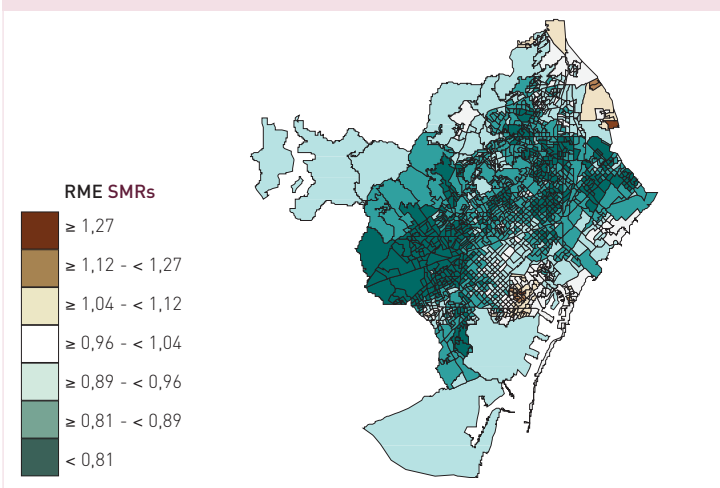 RME SMRs
≥ 1,27
≥ 1,12 - < 1,27
≥ 1,04 - < 1,12
≥ 0,96 - < 1,04
≥ 0,89 - < 0,96
≥ 0,81 - < 0,89
< 0,81